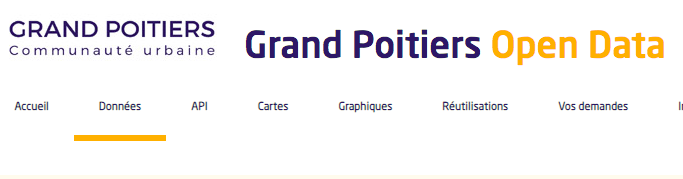 GRAND POITIERS
Communauté urbaine
Grand Poitiers Open Data
Accueil Données API Cartes Graphiques Réutilisations Vos demandes